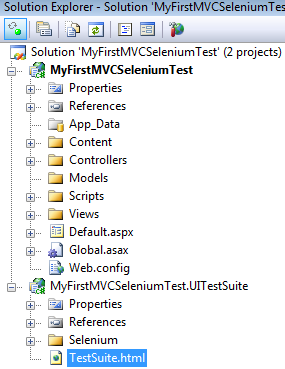 Solution Explorer - Solution 'MyFirstMVCSeleni
Solution 'MyFirstMVCSeleniumTest' (2 projects)
MyFirstMVCSeleniumTest
Properties
References
App_Data
Content
Controllers
Models
Scripts
Views
Default.aspx
Global.asax
Web.config
MyFirstMVCSeleniumTest.UITestSuite
Properties
References
Selenium
TestSuite.html